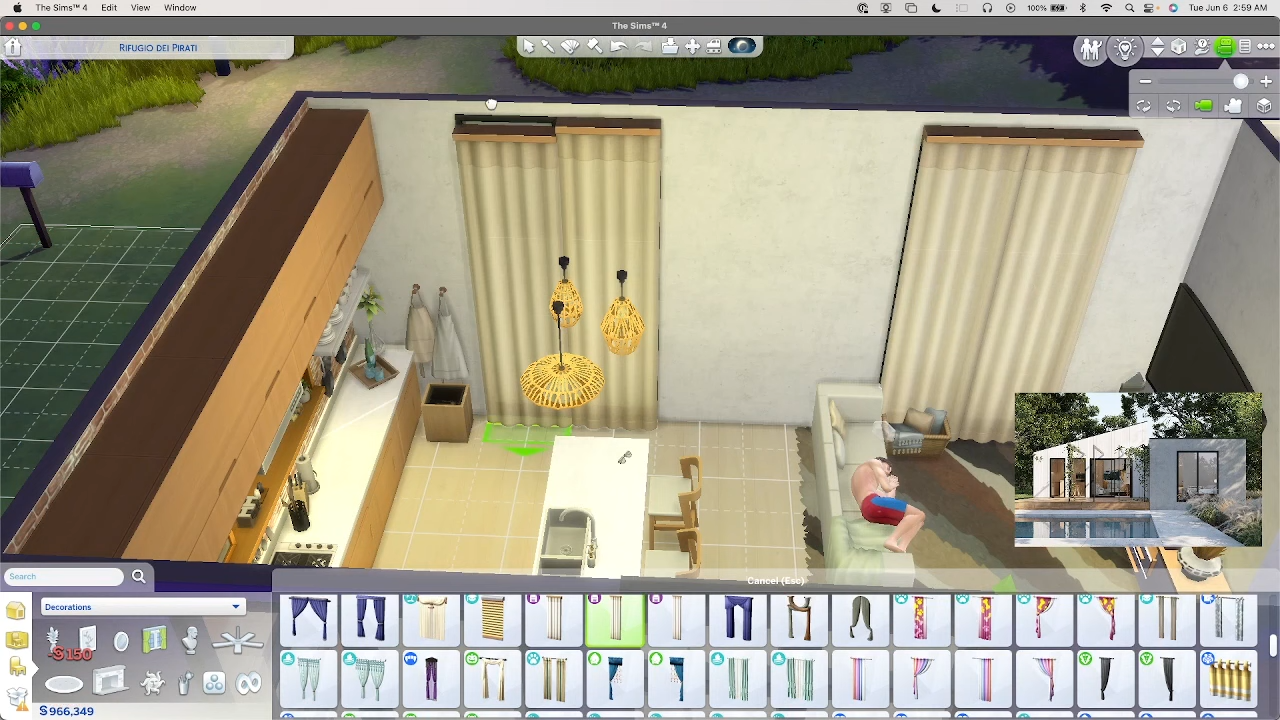 The Sims™ 4 Edit View Window
100% Tue Jun 6 2:59 AM
The Sims™ 4
RIFUGIO DEI PIRATI
Cancel (Esc)
Search
Decorations
-§150
§966,349